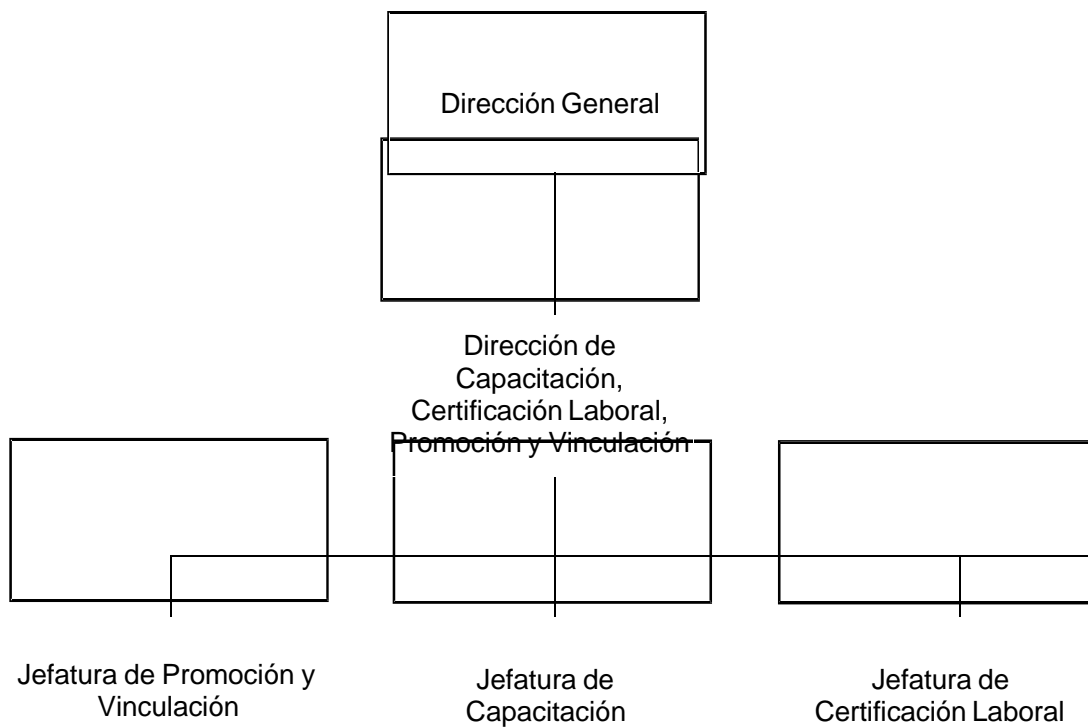 Dirección General
Dirección de
Capacitación,
Certificación Laboral,
Promoción y Vinculación
Jefatura de Promoción y
Vinculación
Jefatura de
Capacitación
Jefatura de
Certificación Laboral